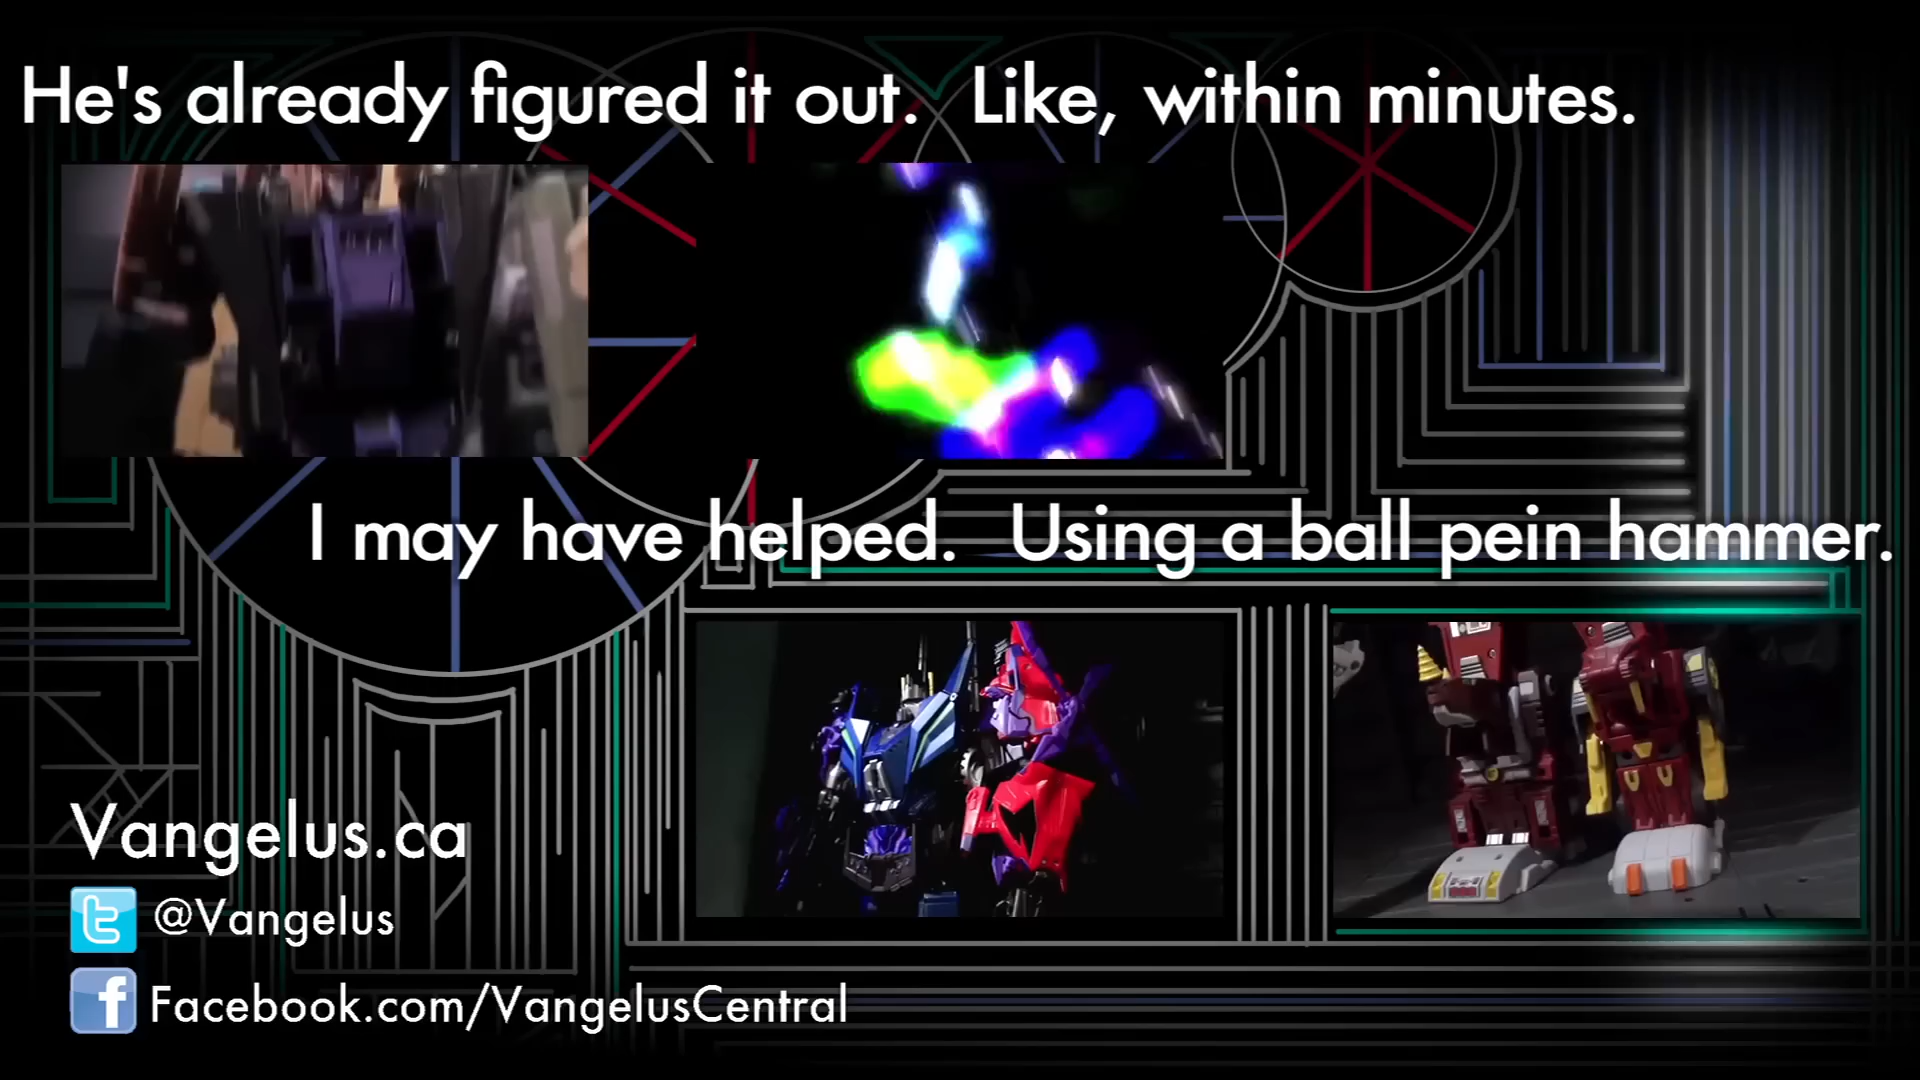 He's already figured it out.  Like, within minutes.
I may have helped.  Using a ball pein hammer.
Vangelus.ca
@Vangelus
Facebook.com/VangelusCentral